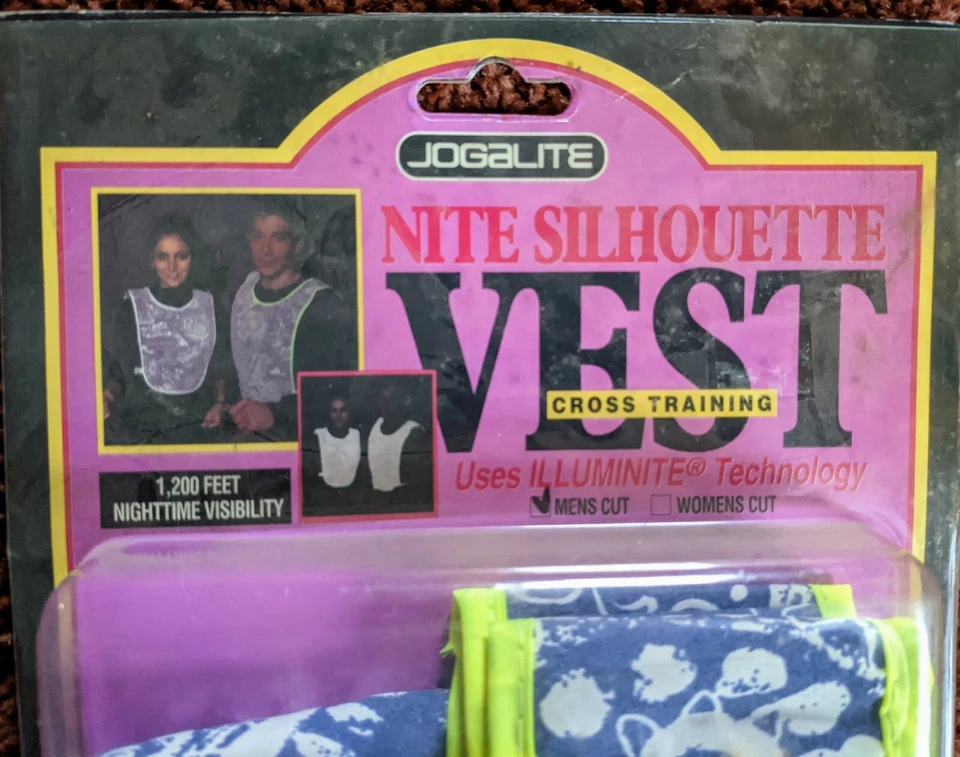 JOGALITE
NITE SILHOUETTE
VEST
CROSS TRAINING
Uses ILLUMINITE® Technology
MENS CUT WOMENS CUT
1,200 FEET
NIGHTTIME VISIBILITY